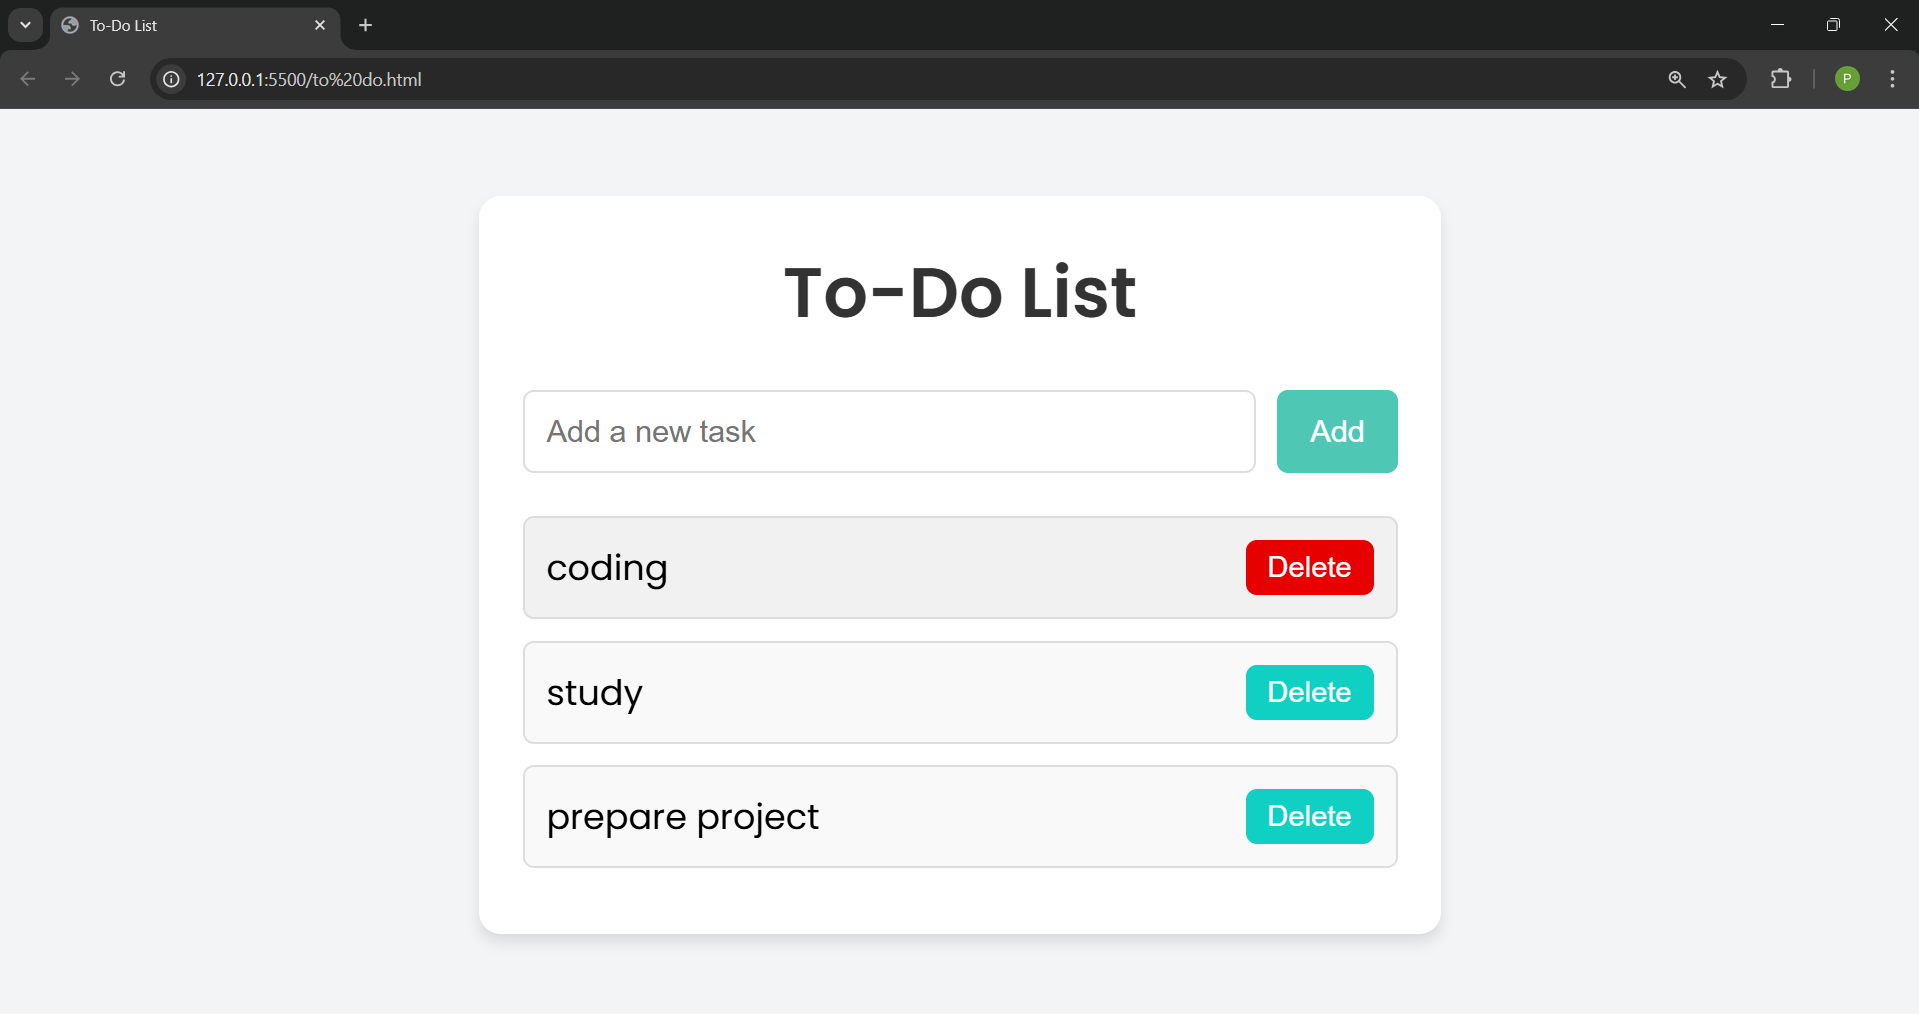 To-Do List
127.0.0.1:5500/to%20do.html
P
To-Do List
Add a new task
Add
coding
Delete
study
Delete
prepare project
Delete